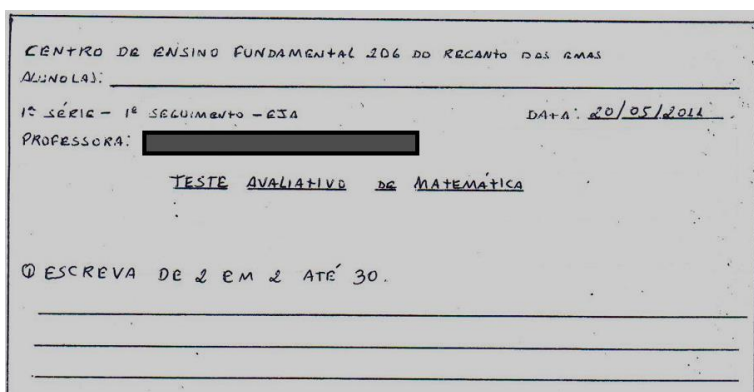 CENTRO DE ENSINO FUNDAMENTAL 206 DO RECANTO DAS EMAS
ALUNO(A):
1ª SÉRIE - 1º SEGUIMENTO - EJA DATA: 20/05/2011
PROFESSORA:
TESTE AVALIATIVO DE MATEMÁTICA
① ESCREVA DE 2 EM 2 ATÉ 30.